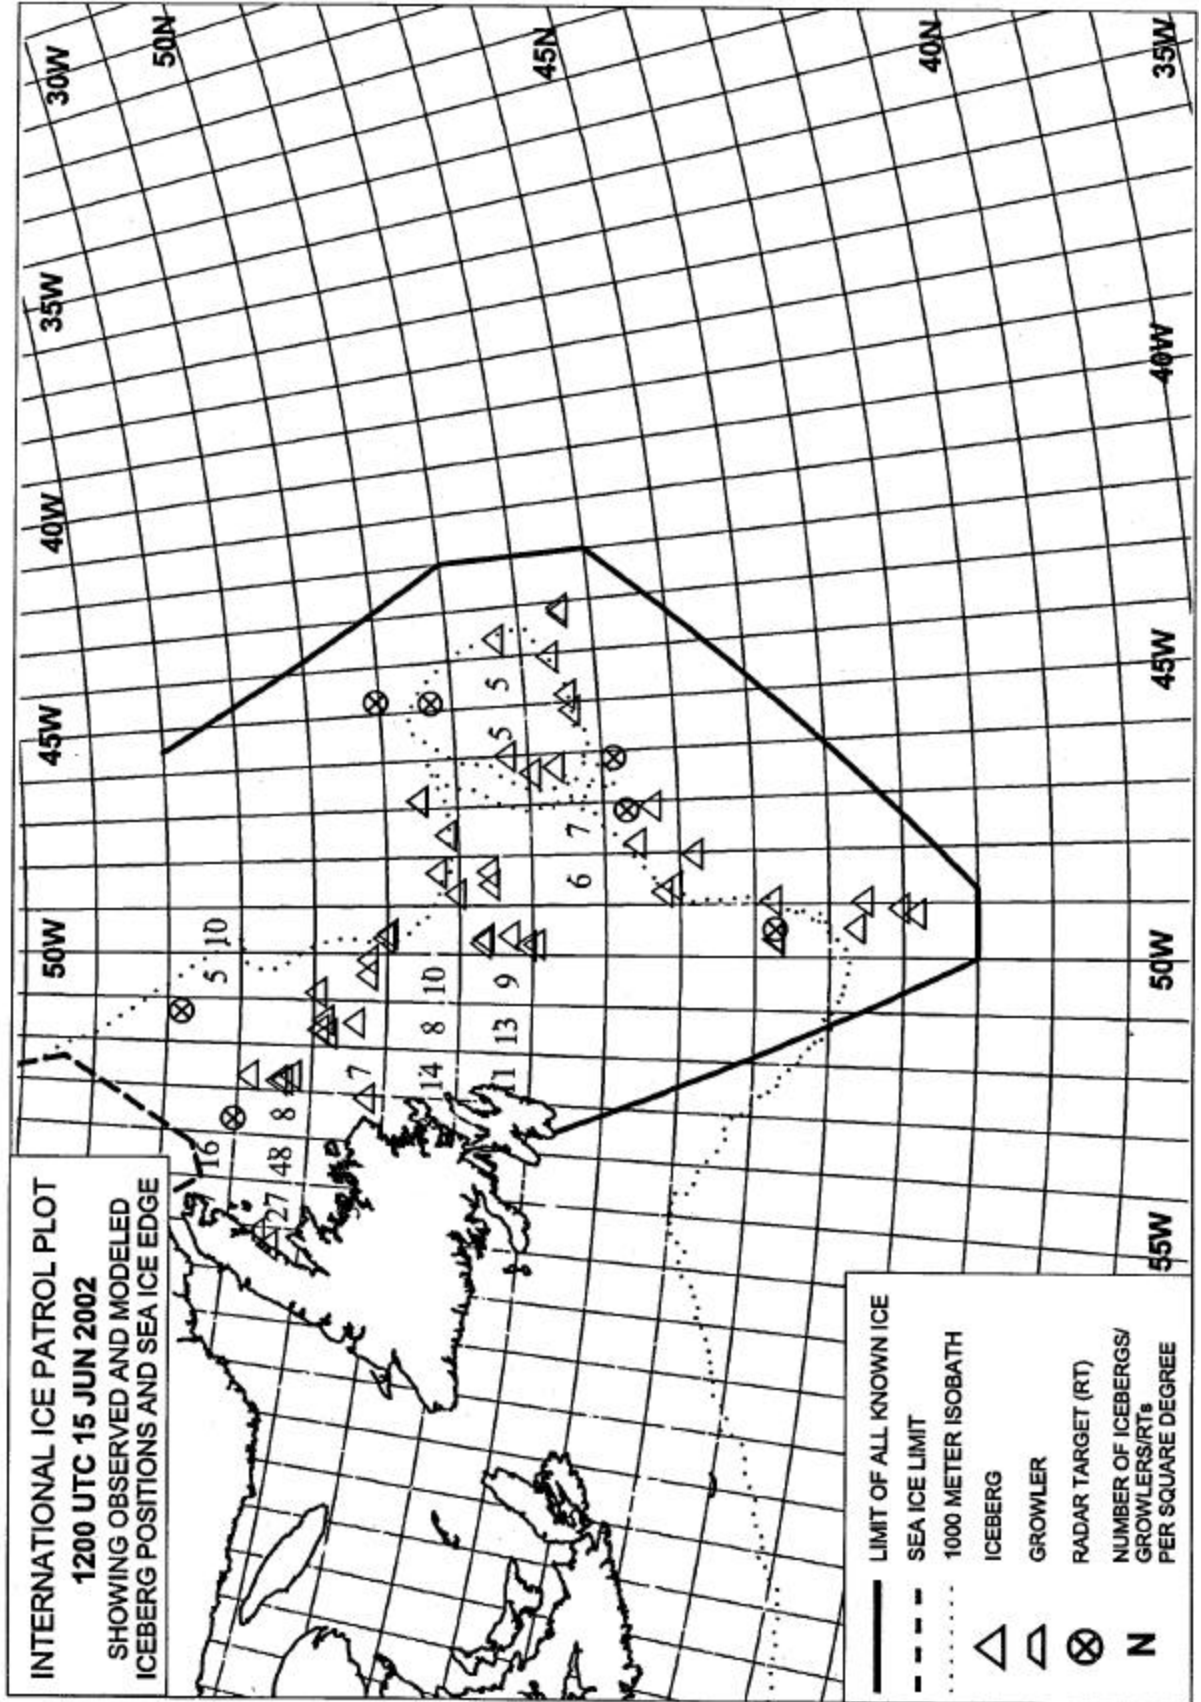 INTERNATIONAL ICE PATROL PLOT
1200 UTC 15 JUN 2002
SHOWING OBSERVED AND MODELED
ICEBERG POSITIONS AND SEA ICE EDGE
50W
45W
40W
35W
30W
50N
45N
40N
35W
40W
45W
50W
55W
16
5
10
27
48
8
7
14
8
10
11
13
9
5
5
6
7
LIMIT OF ALL KNOWN ICE
SEA ICE LIMIT
1000 METER ISOBATH
ICEBERG
GROWLER
RADAR TARGET (RT)
N
NUMBER OF ICEBERGS/
GROWLERS/RTs
PER SQUARE DEGREE